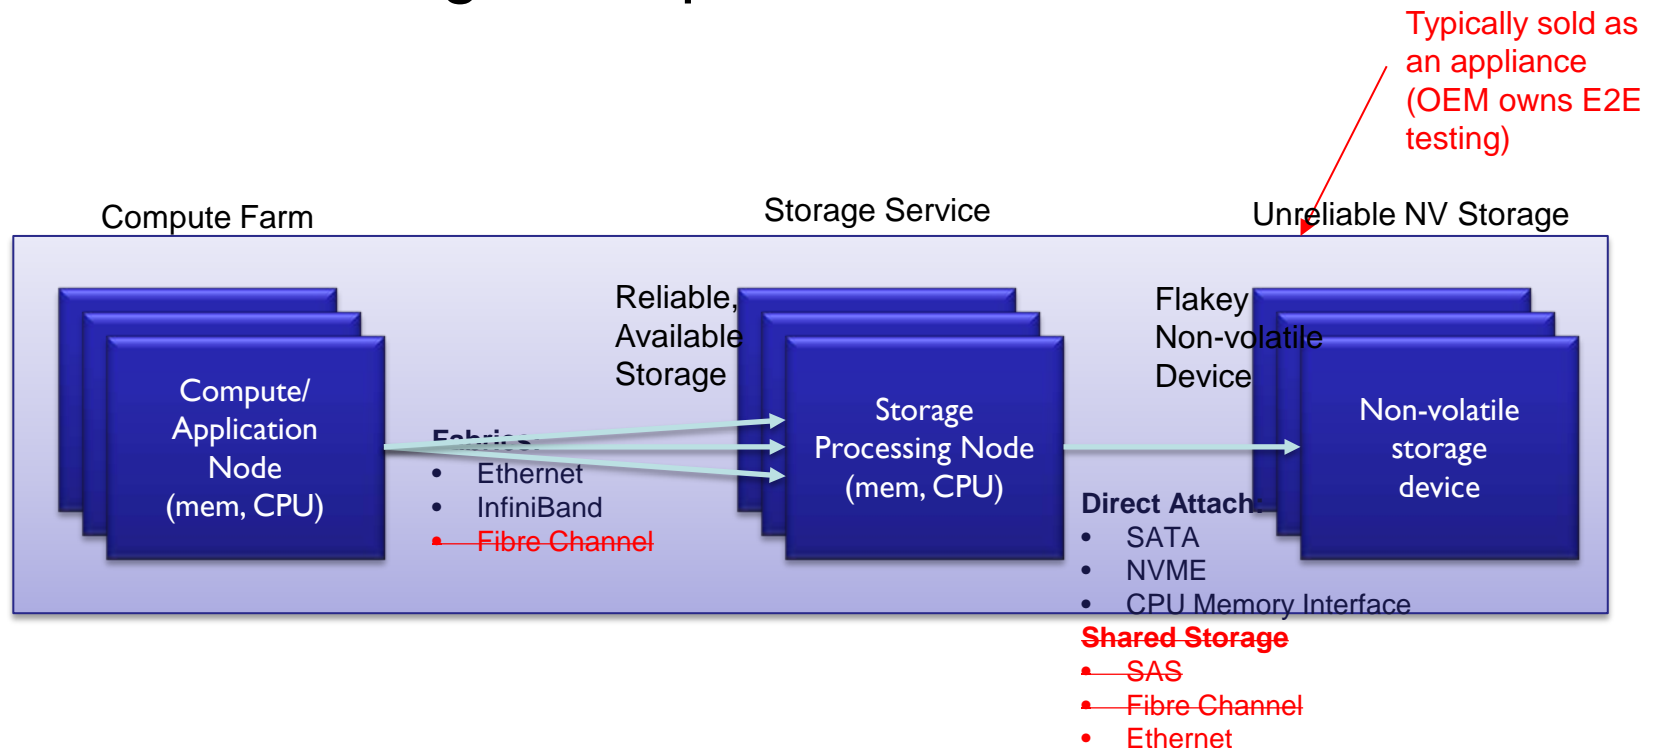 Typically sold as
an appliance
(OEM owns E2E
testing)
Compute Farm
Storage Service
Unreliable NV Storage
Compute/
Application
Node
(mem, CPU)
Fabrics:
• Ethernet
• InfiniBand
• Fibre Channel
Reliable,
Available
Storage
Storage
Processing Node
(mem, CPU)
Flakey
Non-volatile
Device
Direct Attach:
• SATA
• NVME
• CPU Memory Interface
Shared Storage
• SAS
• Fibre Channel
• Ethernet
Non-volatile
storage
device